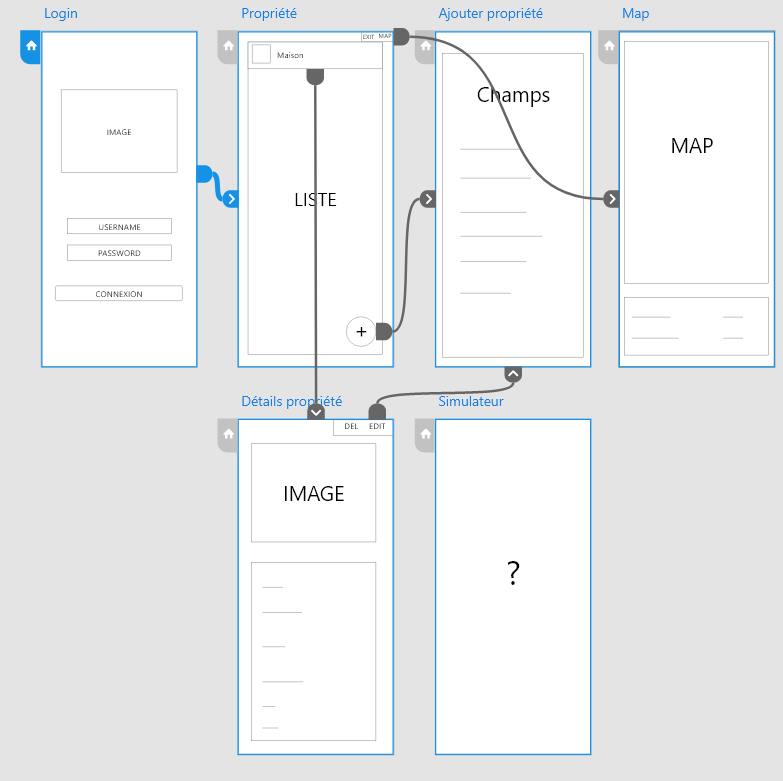 Login
IMAGE
USERNAME
PASSWORD
CONNEXION
Propriété
EXIT MAP
Maison
LISTE
+
Ajouter propriété
Champs
Map
MAP
Détails propriété
DEL EDIT
IMAGE
Simulateur
?